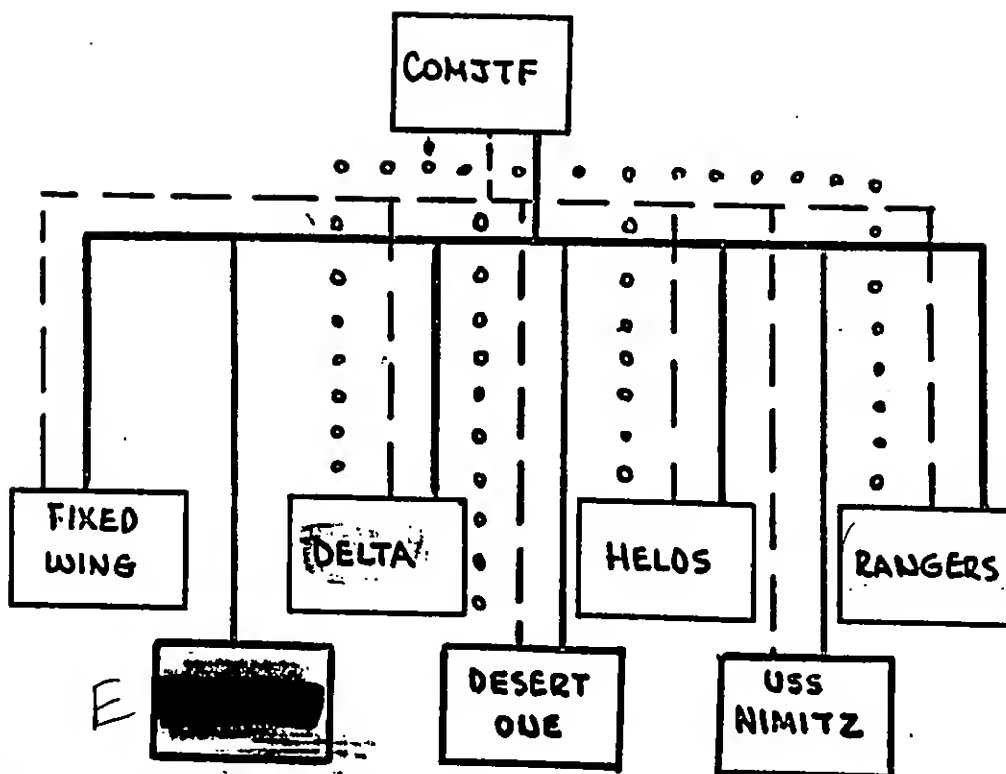 COMJTF
FIXED
WING
DELTA
HELOS
RANGERS
E
DESERT
ONE
USS
NIMITZ